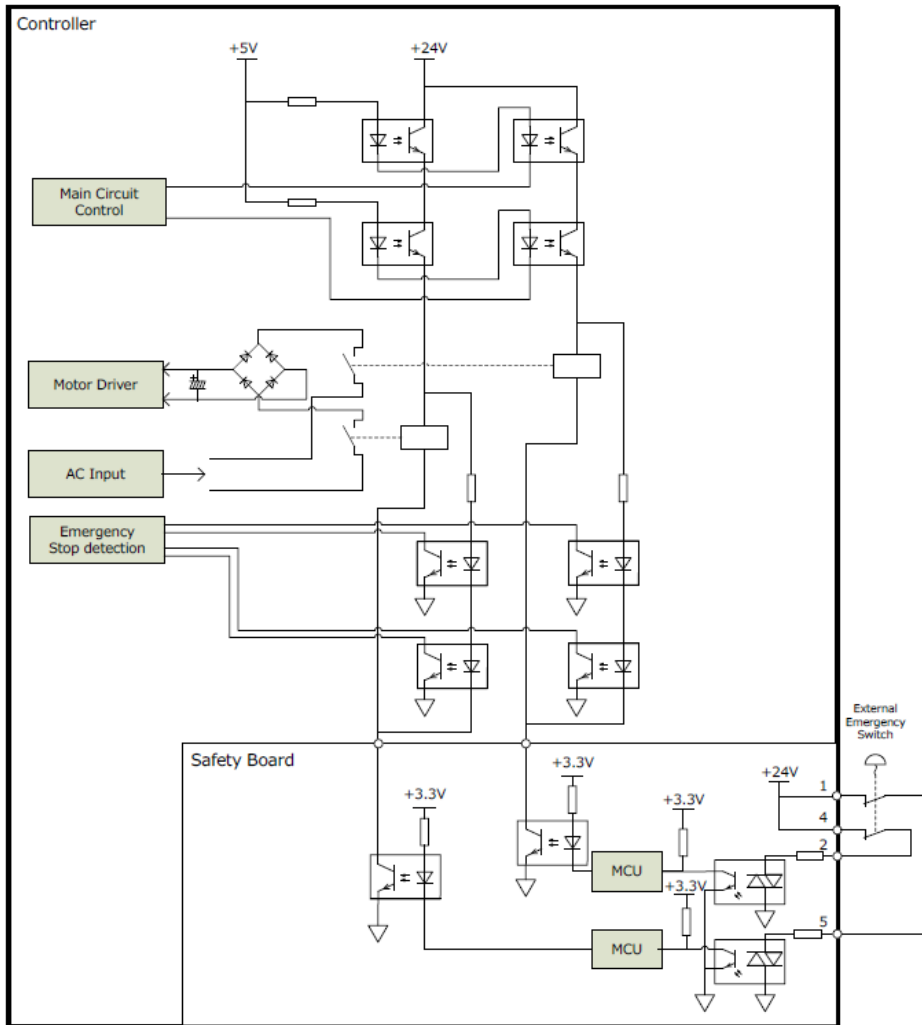 Controller
+5V
+24V
Main Circuit
Control
Motor Driver
+
AC Input
Emergency
Stop detection
External
Emergency
Switch
Safety Board
+3.3V
+3.3V
+24V
1
+3.3V
4
2
MCU
+3.3V
5
MCU